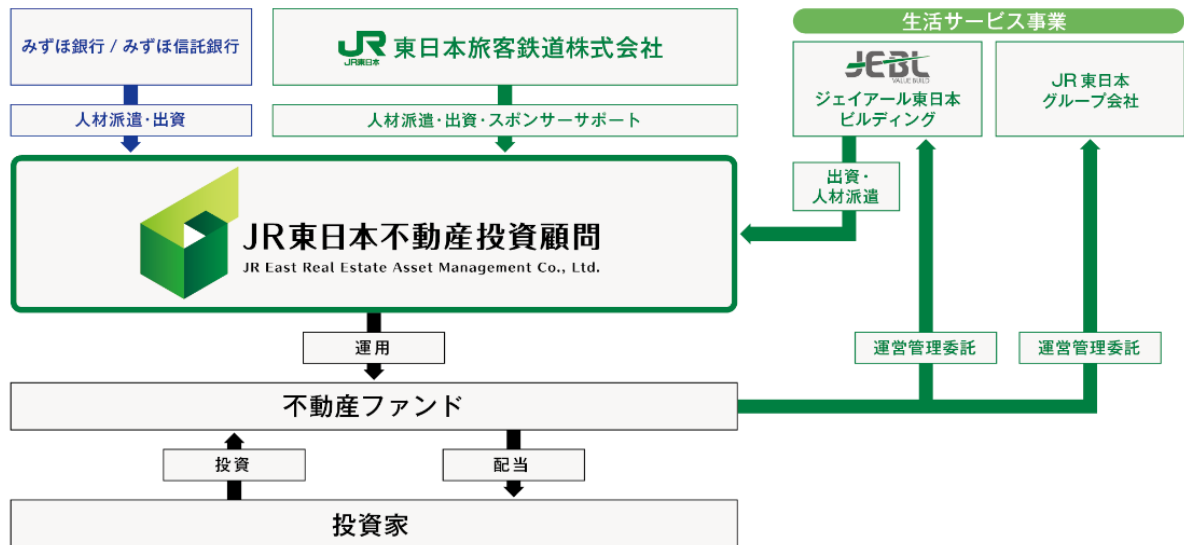 みずほ銀行 / みずほ信託銀行
JR
JR東日本
東日本旅客鉄道株式会社
生活サービス事業
JEBL
VALUE BUILD
ジェイアール東日本
ビルディング
JR東日本
グループ会社
人材派遣・出資
人材派遣・出資・スポンサーサポート
出資・
人材派遣
JR東日本不動産投資顧問
JR East Real Estate Asset Management Co., Ltd.
運用
運営管理委託
運営管理委託
不動産ファンド
投資
配当
投資家